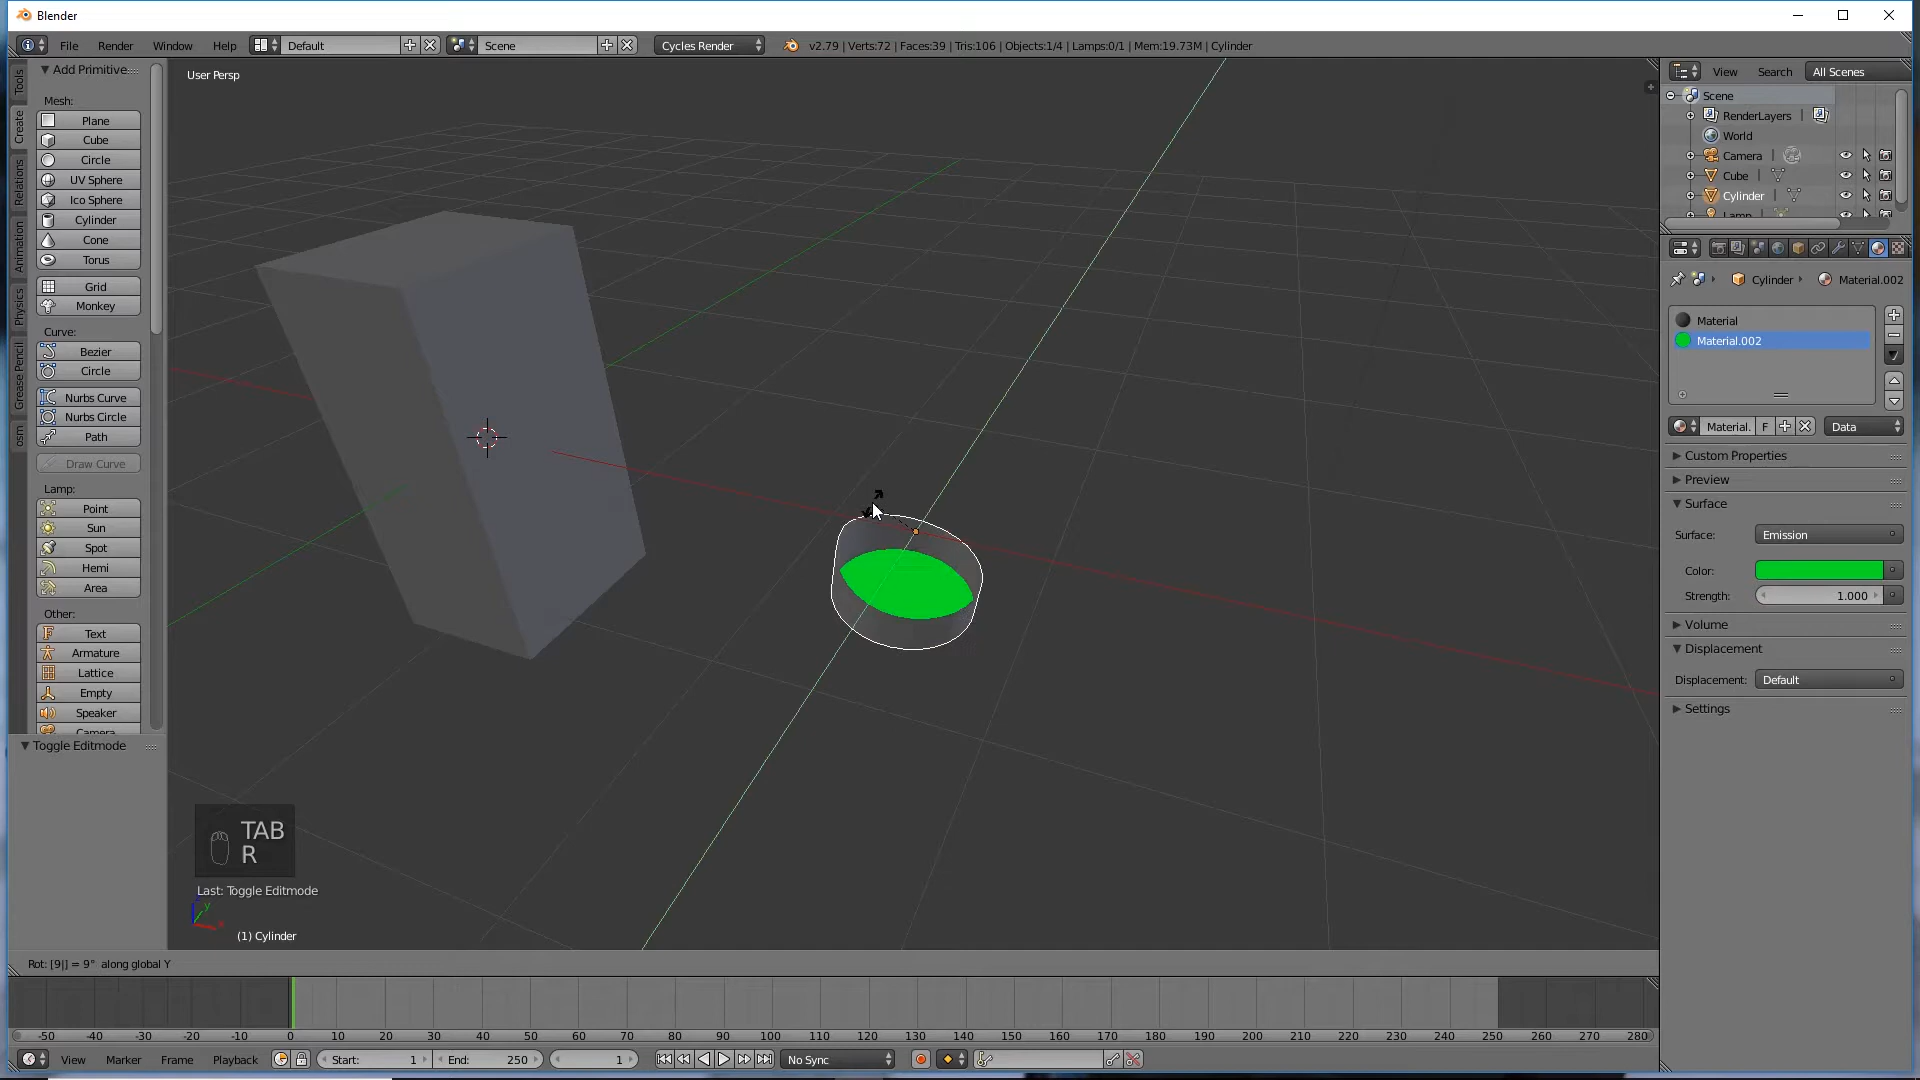 Blender
File Render Window Help Default Scene Cycles Render v2.79 | Verts:72 | Faces:39 | Tris:106 | Objects:1/4 | Lamps:0/1 | Mem:19.73M | Cylinder
Add Primitive
Tools
Create
Relations
Animation
Physics
Grease Pencil
osm
Mesh:
Plane
Cube
Circle
UV Sphere
Ico Sphere
Cylinder
Cone
Torus
Grid
Monkey
Curve:
Bezier
Circle
Nurbs Curve
Nurbs Circle
Path
Draw Curve
Lamp:
Point
Sun
Spot
Hemi
Area
Other:
Text
Armature
Lattice
Empty
Speaker
Camera
Toggle Editmode
User Persp
TAB
R
Last: Toggle Editmode
(1) Cylinder
Rot: [9|] = 9° along global Y
View Search All Scenes
Scene
RenderLayers
World
Camera
Cube
Cylinder
Lamp
Cylinder Material.002
Material
Material.002
Material. F Data
Custom Properties
Preview
Surface
Surface: Emission
Color:
Strength: 1.000
Volume
Displacement
Displacement: Default
Settings
-50 -40 -30 -20 -10 0 10 20 30 40 50 60 70 80 90 100 110 120 130 140 150 160 170 180 190 200 210 220 230 240 250 260 270 280
View Marker Frame Playback Start: 1 End: 250 1 No Sync